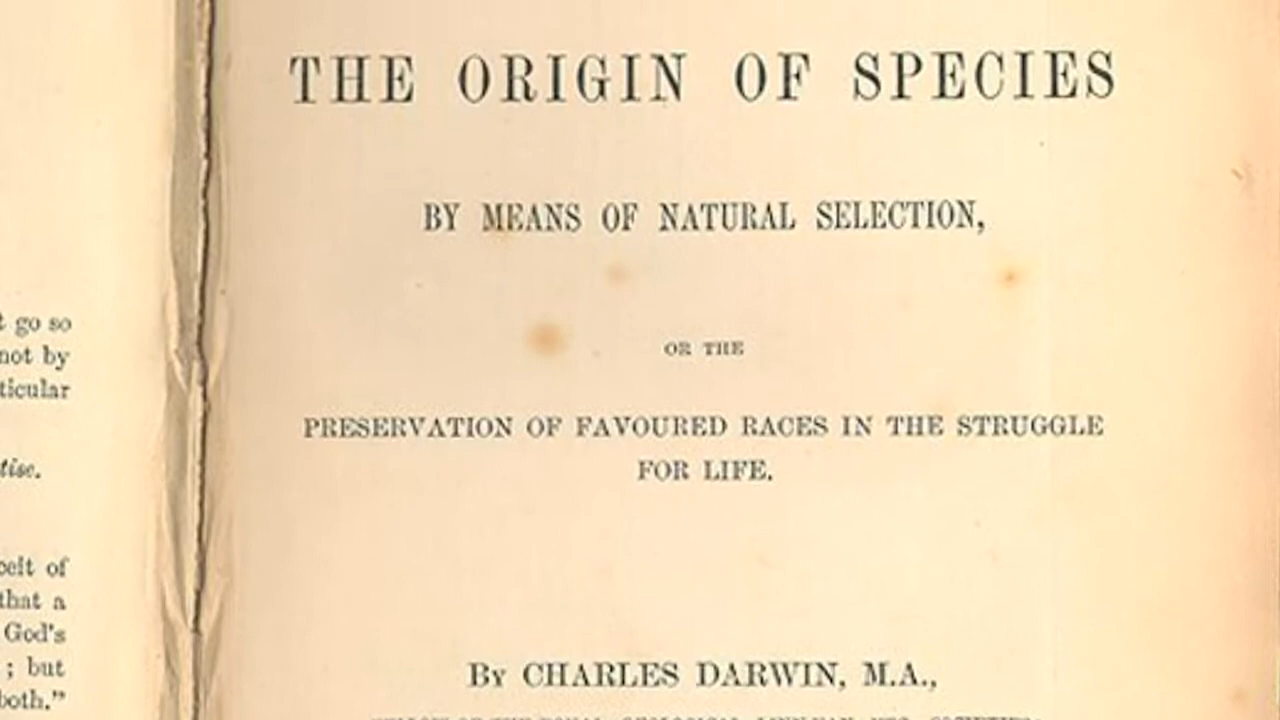 t go so
not by
ticular
tise.
ceit of
that a
God's
; but
both."
THE ORIGIN OF SPECIES
BY MEANS OF NATURAL SELECTION,
OR THE
PRESERVATION OF FAVOURED RACES IN THE STRUGGLE
FOR LIFE.
BY CHARLES DARWIN, M.A.,